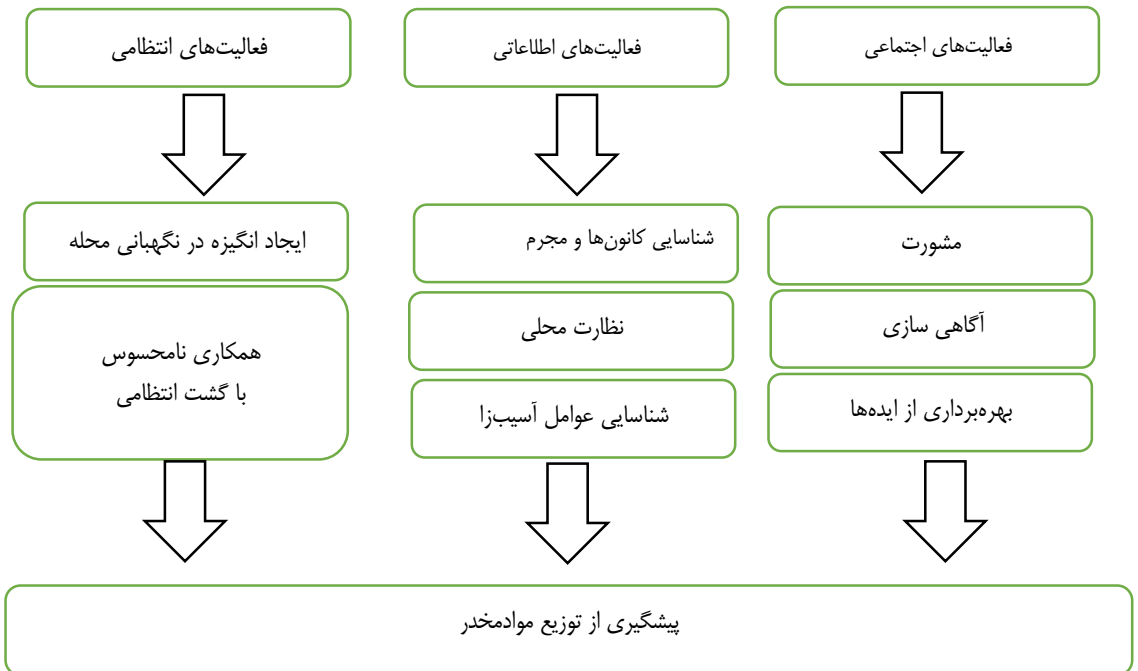 فعالیت‌های اجتماعی
فعالیت‌های اطلاعاتی
فعالیت‌های انتظامی
مشورت
آگاهی سازی
بهره‌برداری از ایده‌ها
شناسایی کانون‌ها و مجرم
نظارت محلی
شناسایی عوامل آسیب‌زا
ایجاد انگیزه در نگهبانی محله
همکاری نامحسوس
با گشت انتظامی
پیشگیری از توزیع موادمخدر